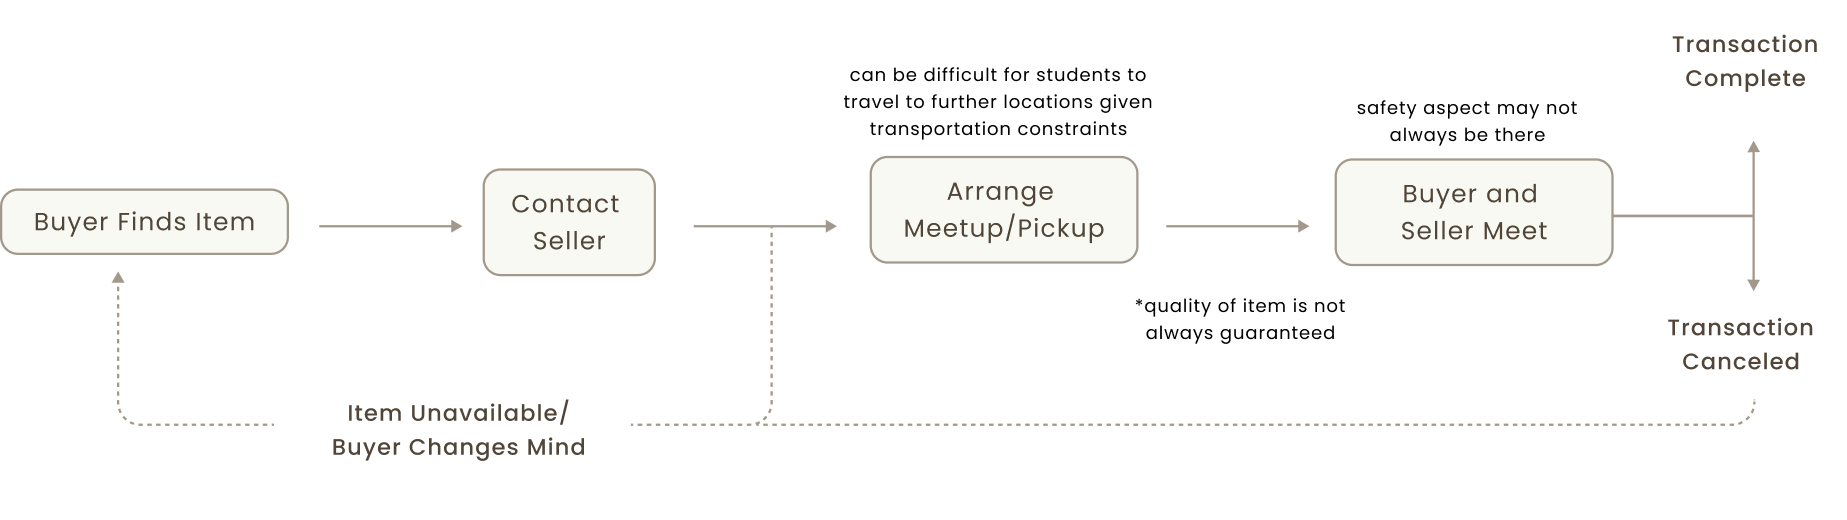 Buyer Finds Item
Contact
Seller
can be difficult for students to
travel to further locations given
transportation constraints
Arrange
Meetup/Pickup
*quality of item is not
always guaranteed
safety aspect may not
always be there
Buyer and
Seller Meet
Transaction
Complete
Transaction
Canceled
Item Unavailable/
Buyer Changes Mind